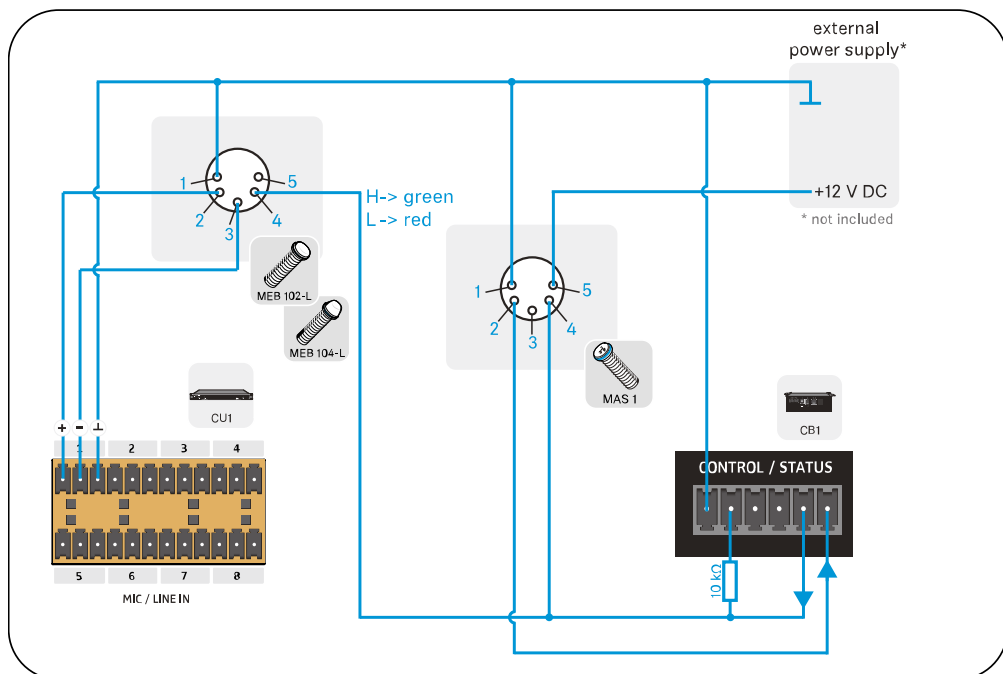 external
power supply*
+12 V DC
* not included
1
5
2
4
3
H-> green
L-> red
MEB 102-L
MEB 104-L
1
5
2
4
3
MAS 1
CU1
CB1
+ - ⊥
1 2 3 4
5 6 7 8
MIC / LINE IN
CONTROL / STATUS
10 kΩ